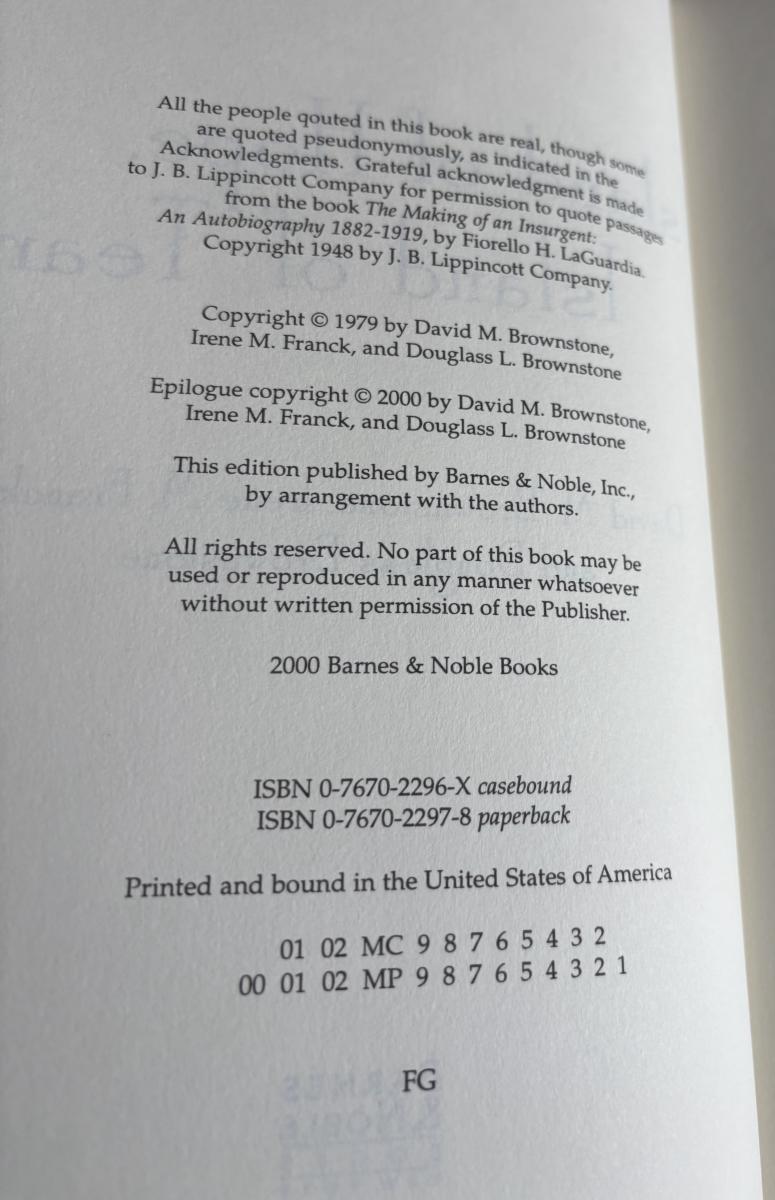 All the people qouted in this book are real, though some
are quoted pseudonymously, as indicated in the
Acknowledgments. Grateful acknowledgment is made
to J. B. Lippincott Company for permission to quote passages
from the book The Making of an Insurgent:
An Autobiography 1882-1919, by Fiorello H. LaGuardia.
Copyright 1948 by J. B. Lippincott Company.
Copyright © 1979 by David M. Brownstone,
Irene M. Franck, and Douglass L. Brownstone
Epilogue copyright © 2000 by David M. Brownstone,
Irene M. Franck, and Douglass L. Brownstone
This edition published by Barnes & Noble, Inc.,
by arrangement with the authors.
All rights reserved. No part of this book may be
used or reproduced in any manner whatsoever
without written permission of the Publisher.
2000 Barnes & Noble Books
ISBN 0-7670-2296-X casebound
ISBN 0-7670-2297-8 paperback
Printed and bound in the United States of America
01 02 MC 9 8 7 6 5 4 3 2
00 01 02 MP 9 8 7 6 5 4 3 2 1
FG